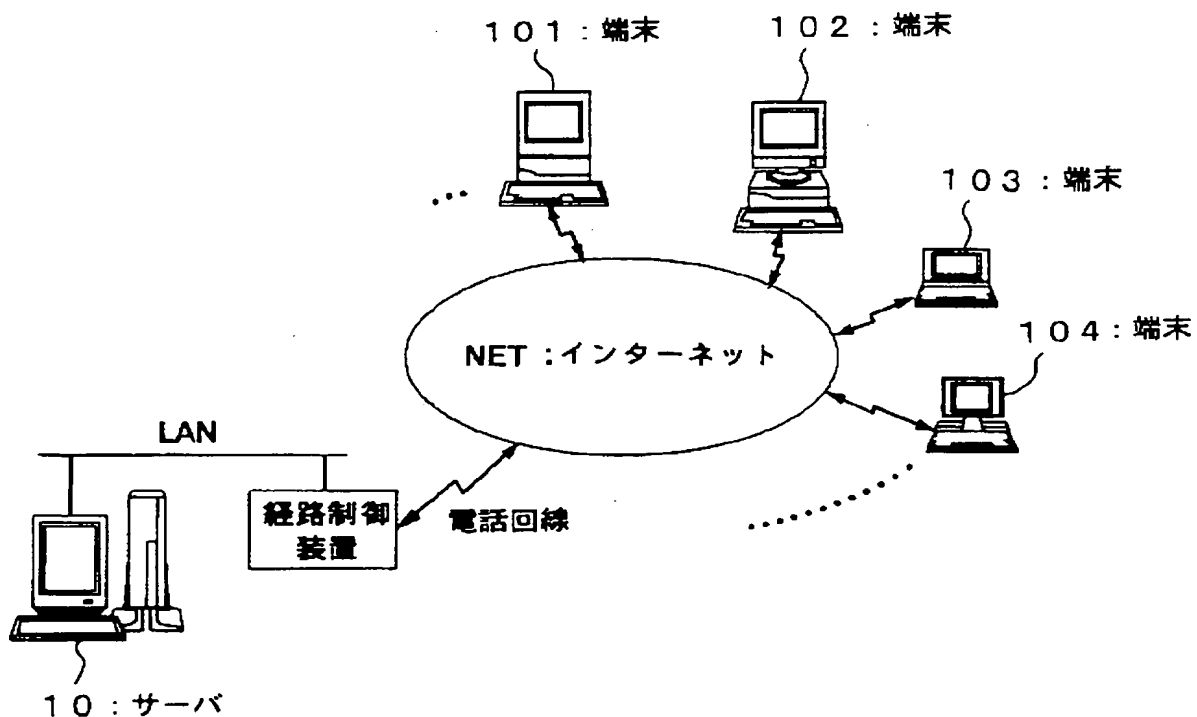 １０１：端末
１０２：端末
１０３：端末
NET：インターネット
１０４：端末
LAN
経路制御
装置
電話回線
１０：サーバ